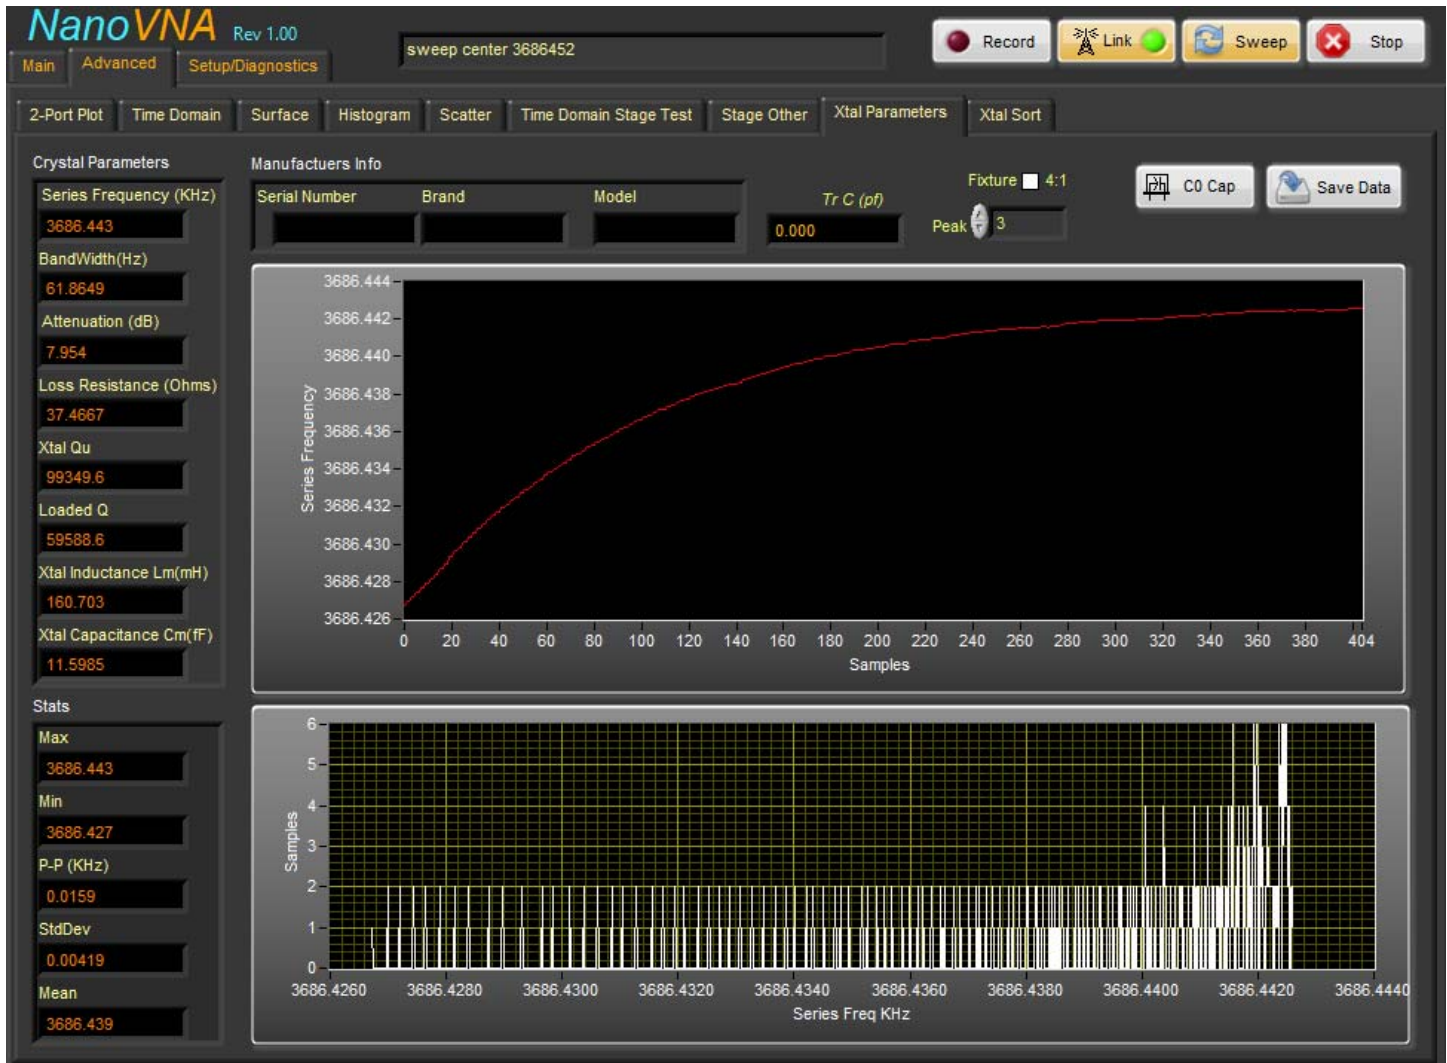 NanoVNA Rev 1.00
sweep center 3686452
Record
Link
Sweep
Stop
Main
Advanced
Setup/Diagnostics
2-Port Plot
Time Domain
Surface
Histogram
Scatter
Time Domain Stage Test
Stage Other
Xtal Parameters
Xtal Sort
Crystal Parameters
Series Frequency (KHz)
3686.443
BandWidth(Hz)
61.8649
Attenuation (dB)
7.954
Loss Resistance (Ohms)
37.4667
Xtal Qu
99349.6
Loaded Q
59588.6
Xtal Inductance Lm(mH)
160.703
Xtal Capacitance Cm(fF)
11.5985
Stats
Max
3686.443
Min
3686.427
P-P (KHz)
0.0159
StdDev
0.00419
Mean
3686.439
Manufactuers Info
Serial Number
Brand
Model
Tr C (pf)
0.000
Fixture 4:1
Peak 3
C0 Cap
Save Data
3686.444
3686.442
3686.440
3686.438
3686.436
3686.434
3686.432
3686.430
3686.428
3686.426
Series Frequency
0 20 40 60 80 100 120 140 160 180 200 220 240 260 280 300 320 340 360 380 404
Samples
6
5
4
3
2
1
0
Samples
3686.4260 3686.4280 3686.4300 3686.4320 3686.4340 3686.4360 3686.4380 3686.4400 3686.4420 3686.4440
Series Freq KHz